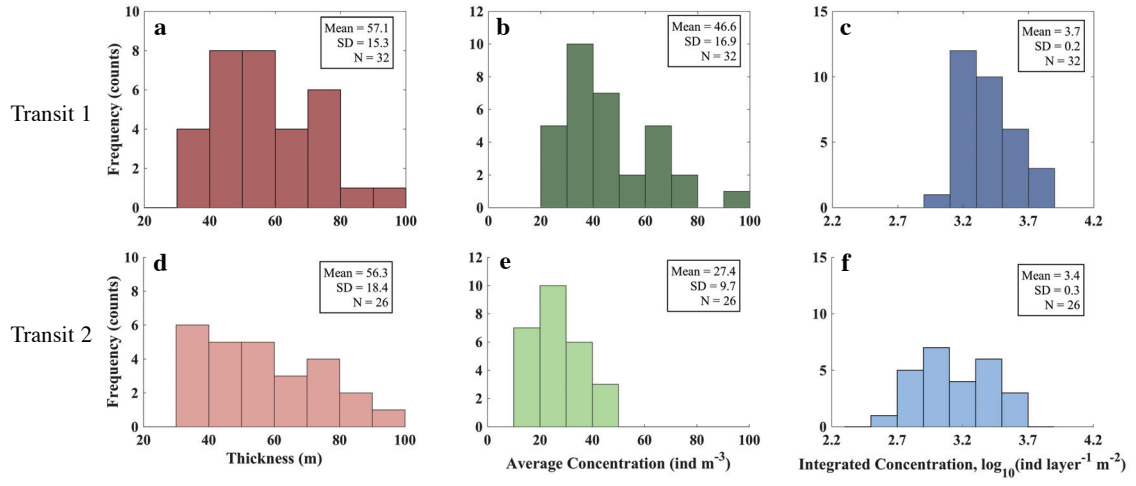 a
Mean = 57.1
SD = 15.3
N = 32
b
Mean = 46.6
SD = 16.9
N = 32
c
Mean = 3.7
SD = 0.2
N = 32
Transit 1
Frequency (counts)
10
8
6
4
2
0
20 40 60 80 100
12
10
8
6
4
2
0
0 20 40 60 80 100
15
10
5
0
2.2 2.7 3.2 3.7 4.2
d
Mean = 56.3
SD = 18.4
N = 26
e
Mean = 27.4
SD = 9.7
N = 26
f
Mean = 3.4
SD = 0.3
N = 26
Transit 2
Frequency (counts)
10
8
6
4
2
0
20 40 60 80 100
Thickness (m)
12
10
8
6
4
2
0
0 20 40 60 80 100
Average Concentration (ind m⁻³)
15
10
5
0
2.2 2.7 3.2 3.7 4.2
Integrated Concentration, log₁₀(ind layer⁻¹ m⁻²)